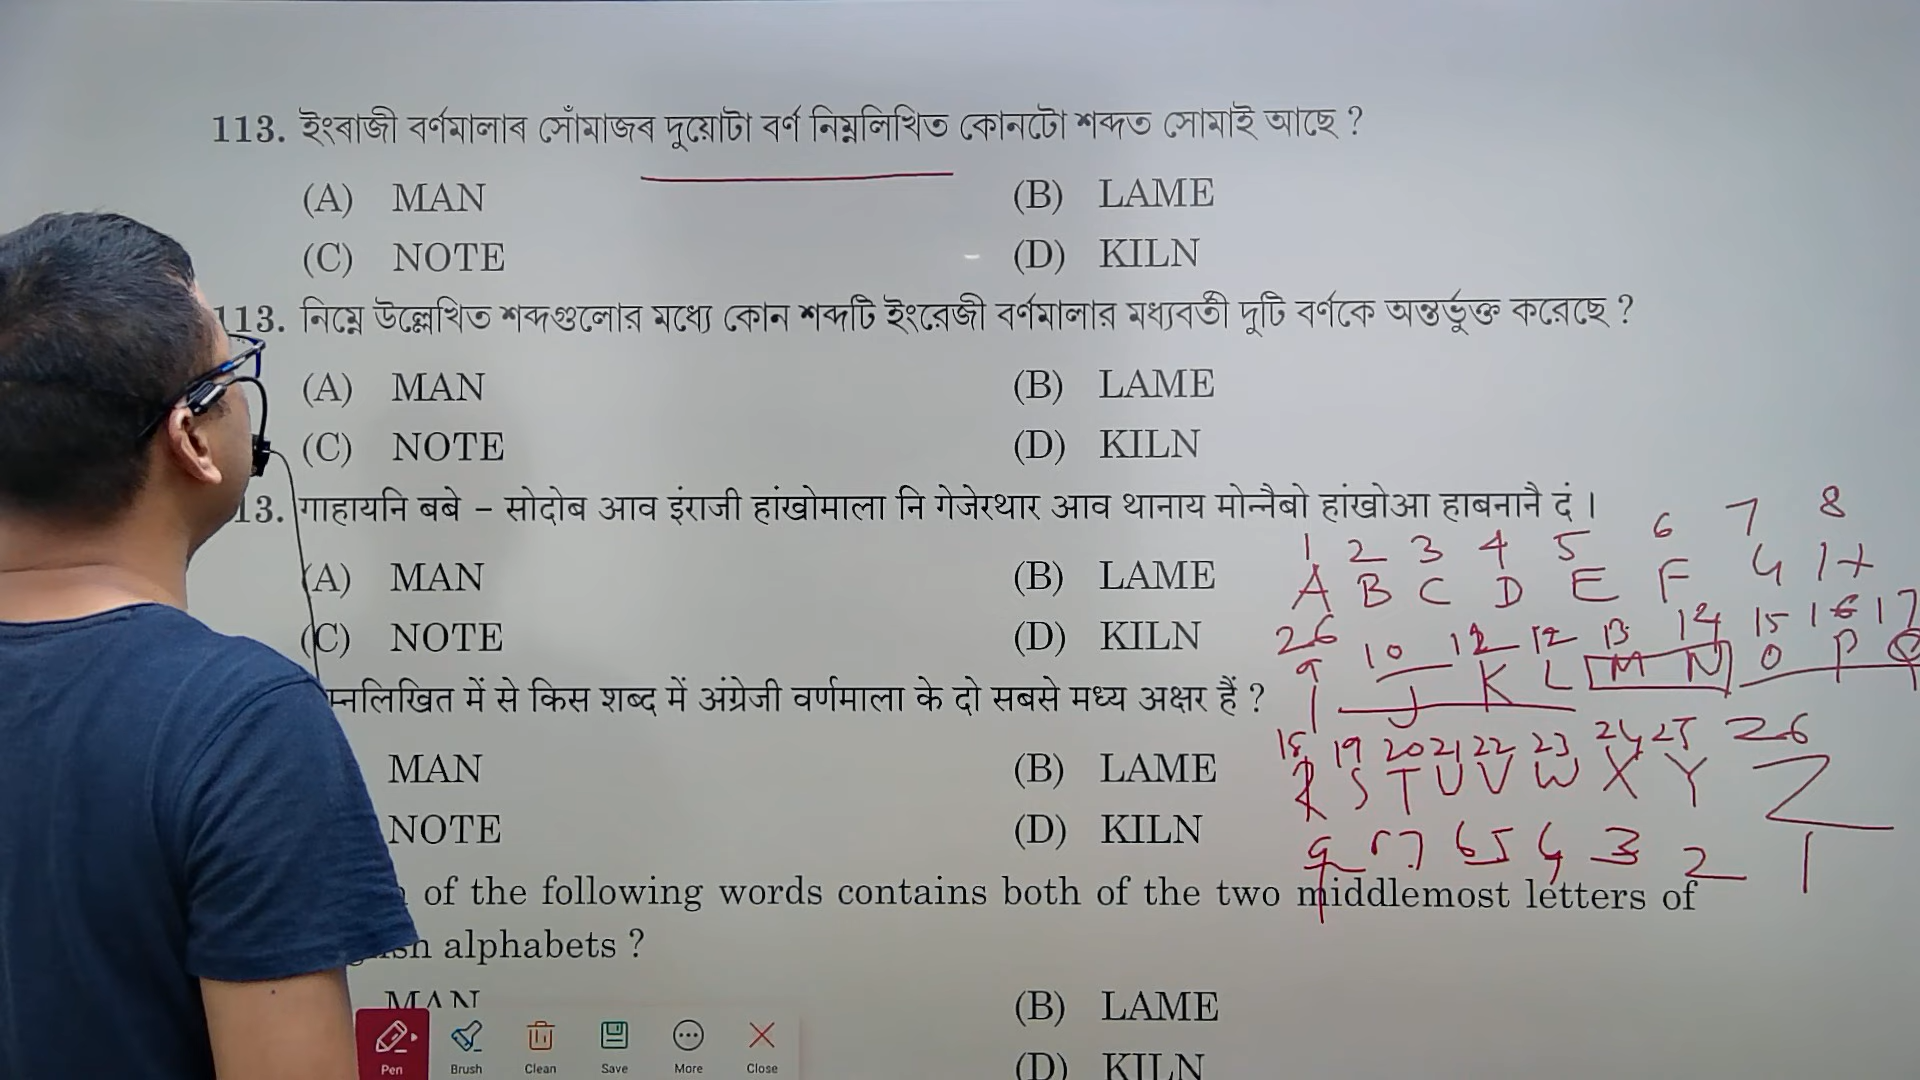 113. ইংৰাজী বৰ্ণমালাৰ সোঁমাজৰ দুয়োটা বৰ্ণ নিম্নলিখিত কোনটো শব্দত সোমাই আছে ?
(A) MAN (B) LAME
(C) NOTE (D) KILN
113. নিম্নে উল্লেখিত শব্দগুলোর মধ্যে কোন শব্দটি ইংরেজী বর্ণমালার মধ্যবর্তী দুটি বর্ণকে অন্তর্ভুক্ত করেছে ?
(A) MAN (B) LAME
(C) NOTE (D) KILN
13. गाहायनि बबे – सोदोब आव इंराजी हांखोमाला नि गेजेरथार आव थानाय मोन्नैबो हांखोआ हाबनानै दं ।
(A) MAN (B) LAME
(C) NOTE (D) KILN
म्नलिखित में से किस शब्द में अंग्रेजी वर्णमाला के दो सबसे मध्य अक्षर हैं ?
MAN (B) LAME
NOTE (D) KILN
of the following words contains both of the two middlemost letters of
alphabets ?
MAN (B) LAME
(D) KILN
1 2 3 4 5 6 7 8
A B C D E F G H
26
9 10 11 12 13 14 15 16 17
I J K L M N O P Q
18 19 20 21 22 23 24 25 26
R S T U V W X Y Z
9 8 7 6 5 4 3 2 1
Pen Brush Clean Save More Close